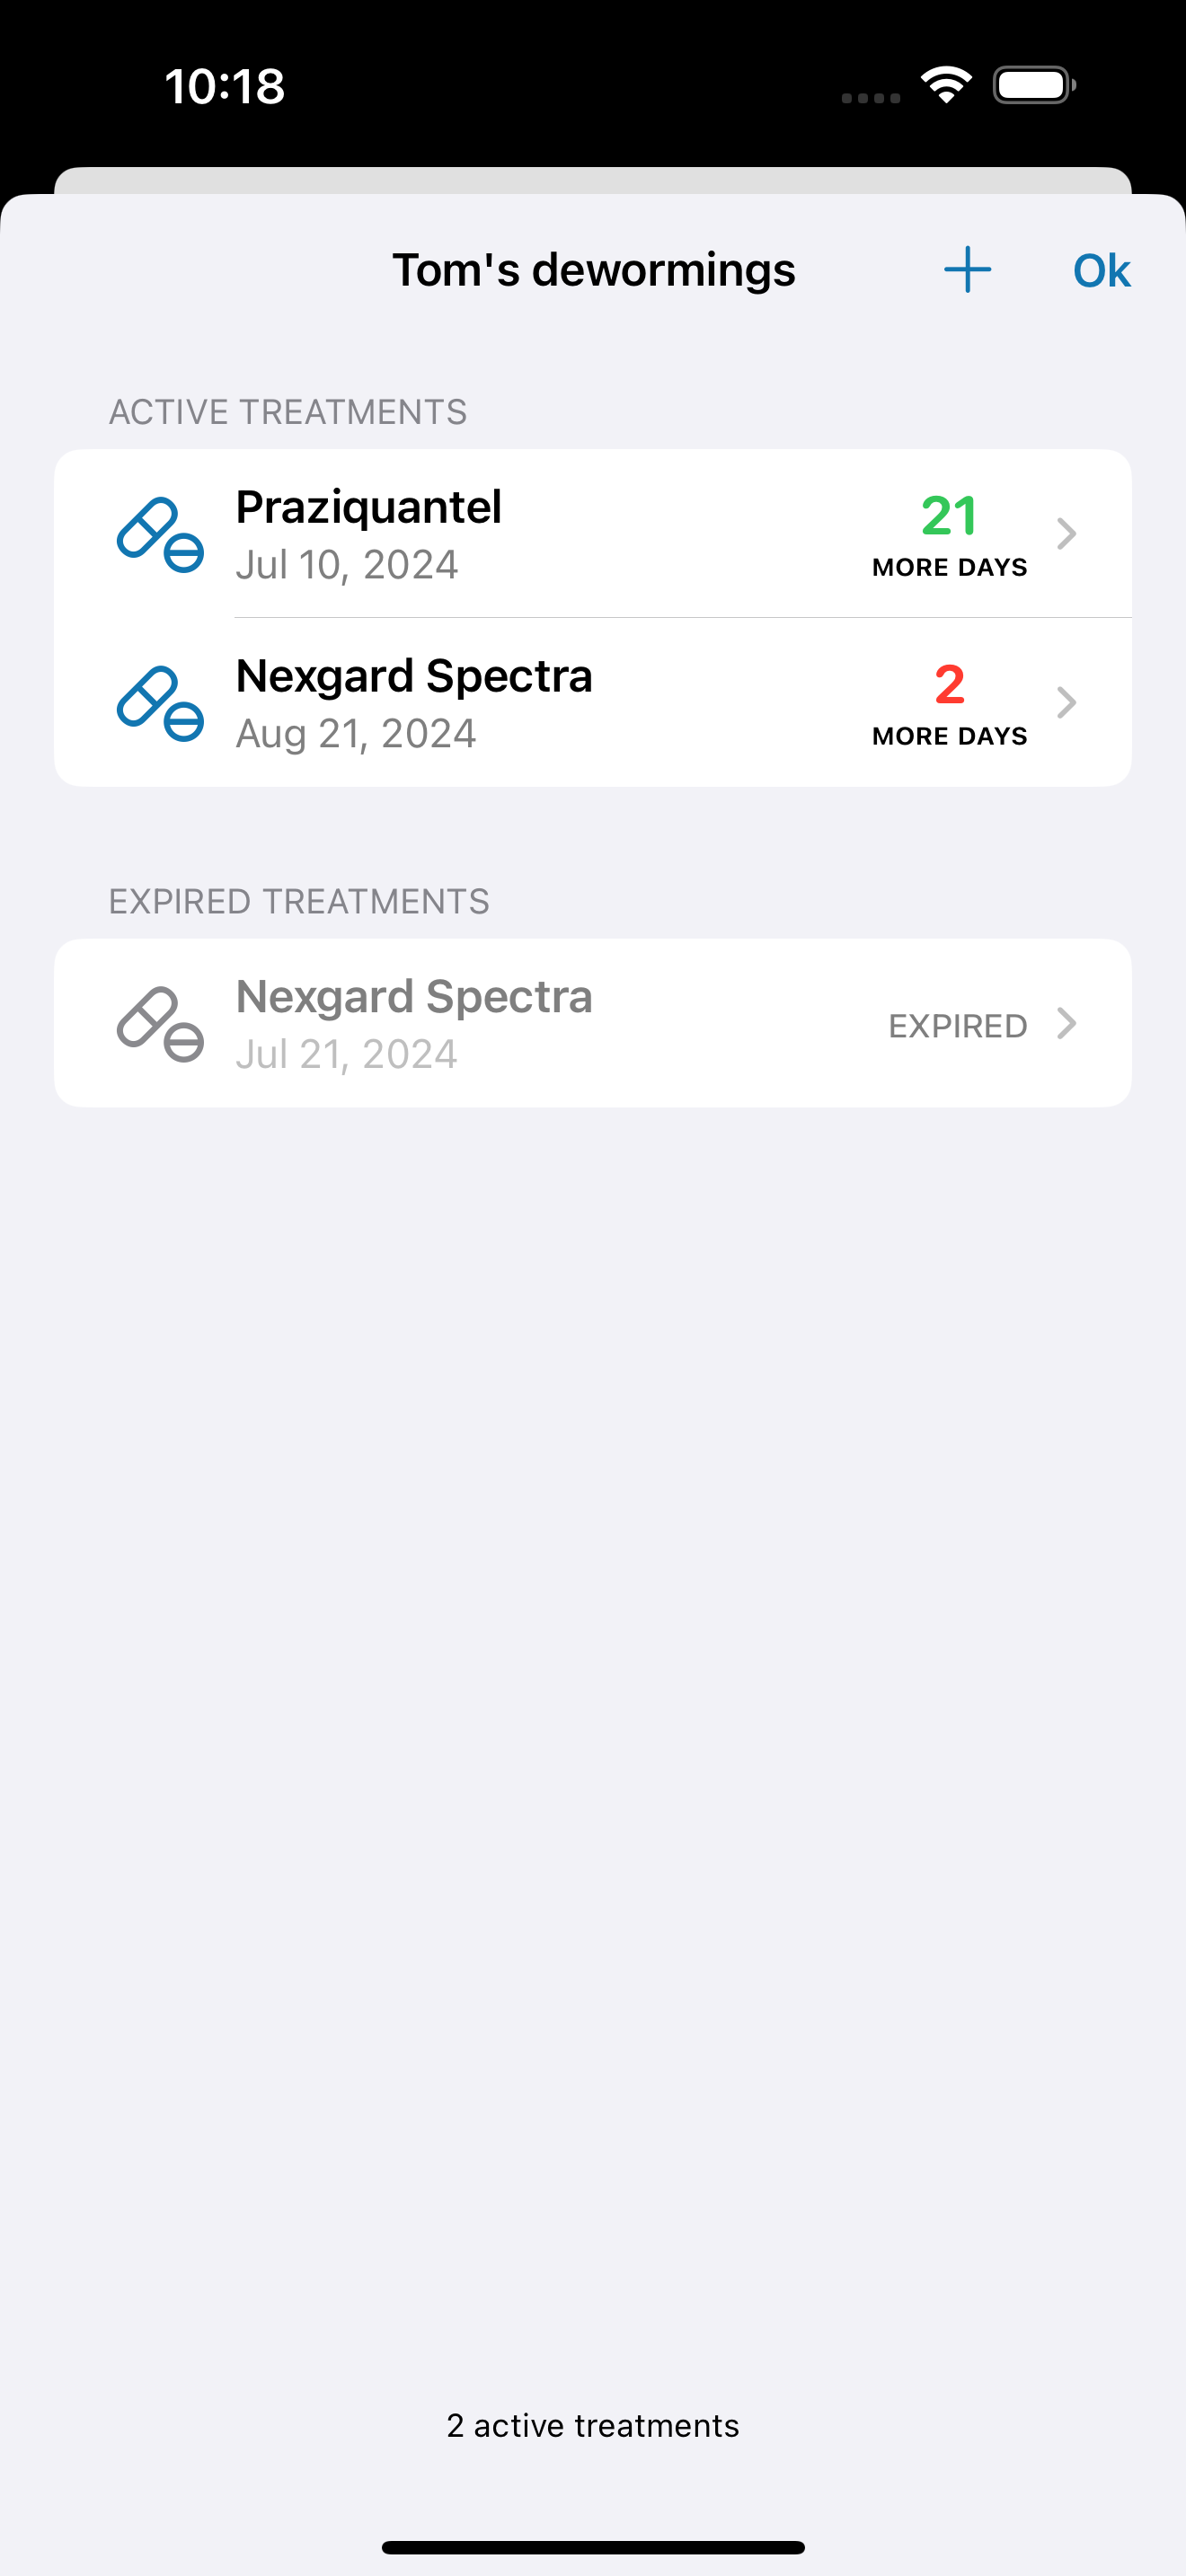 10:18
Tom's dewormings
Ok
ACTIVE TREATMENTS
Praziquantel
Jul 10, 2024
21
MORE DAYS
Nexgard Spectra
Aug 21, 2024
2
MORE DAYS
EXPIRED TREATMENTS
Nexgard Spectra
Jul 21, 2024
EXPIRED
2 active treatments